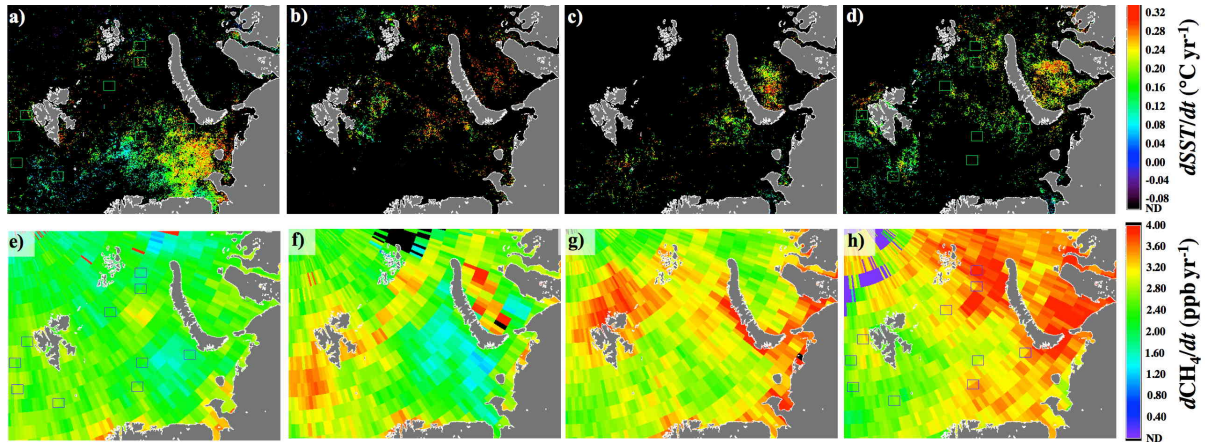 a)
b)
c)
d)
0.32
0.28
0.24
0.20
0.16
0.12
0.08
0.04
0.00
-0.04
-0.08
ND
dSST/dt (°C yr⁻¹)
e)
f)
g)
h)
4.00
3.60
3.20
2.80
2.40
2.00
1.60
1.20
0.80
0.40
ND
dCH₄/dt (ppb yr⁻¹)